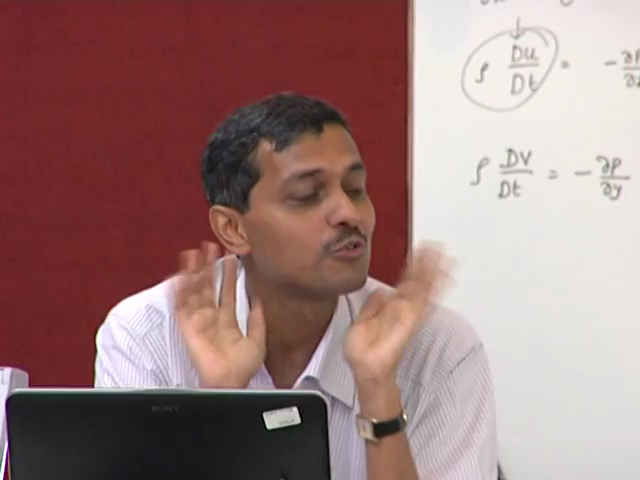 ρ Du/Dt = -∂P/∂x
ρ DV/Dt = -∂P/∂y
SONY